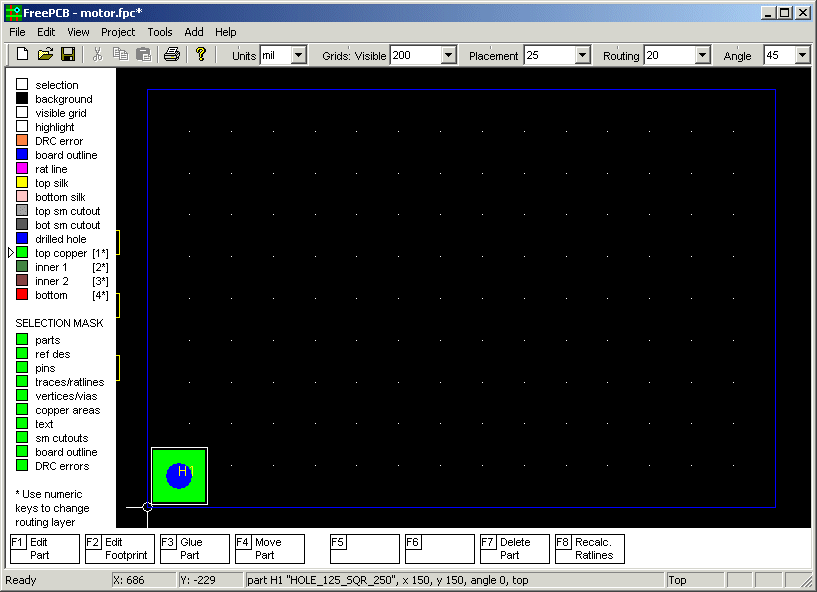 FreePCB - motor.fpc*
File Edit View Project Tools Add Help
Units mil Grids: Visible 200 Placement 25 Routing 20 Angle 45
selection
background
visible grid
highlight
DRC error
board outline
rat line
top silk
bottom silk
top sm cutout
bot sm cutout
drilled hole
top copper [1*]
inner 1 [2*]
inner 2 [3*]
bottom [4*]
SELECTION MASK
parts
ref des
pins
traces/ratlines
vertices/vias
copper areas
text
sm cutouts
board outline
DRC errors
* Use numeric
keys to change
routing layer
H1
F1 Edit Part
F2 Edit Footprint
F3 Glue Part
F4 Move Part
F5
F6
F7 Delete Part
F8 Recalc. Ratlines
Ready X: 686 Y: -229 part H1 "HOLE_125_SQR_250", x 150, y 150, angle 0, top Top